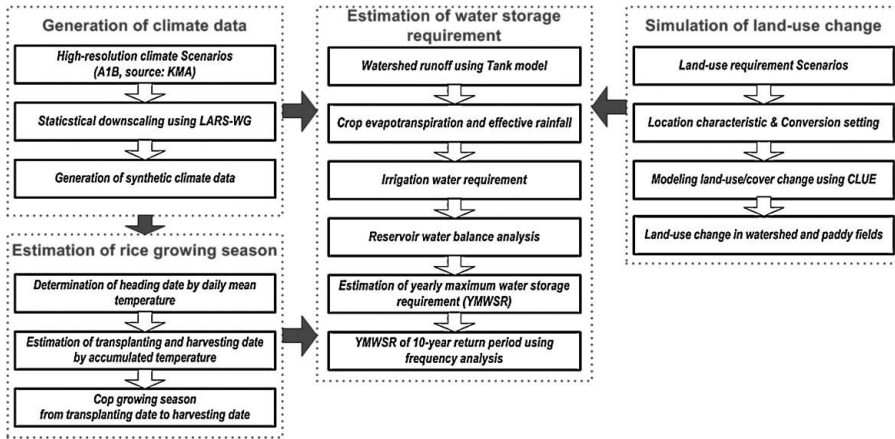 Generation of climate data
High-resolution climate Scenarios
(A1B, source: KMA)
Staticstical downscaling using LARS-WG
Generation of synthetic climate data
Estimation of rice growing season
Determination of heading date by daily mean
temperature
Estimation of transplanting and harvesting date
by accumulated temperature
Cop growing season
from transplanting date to harvesting date
Estimation of water storage
requirement
Watershed runoff using Tank model
Crop evapotranspiration and effective rainfall
Irrigation water requirement
Reservoir water balance analysis
Estimation of yearly maximum water storage
requirement (YMWSR)
YMWSR of 10-year return period using
frequency analysis
Simulation of land-use change
Land-use requirement Scenarios
Location characteristic & Conversion setting
Modeling land-use/cover change using CLUE
Land-use change in watershed and paddy fields